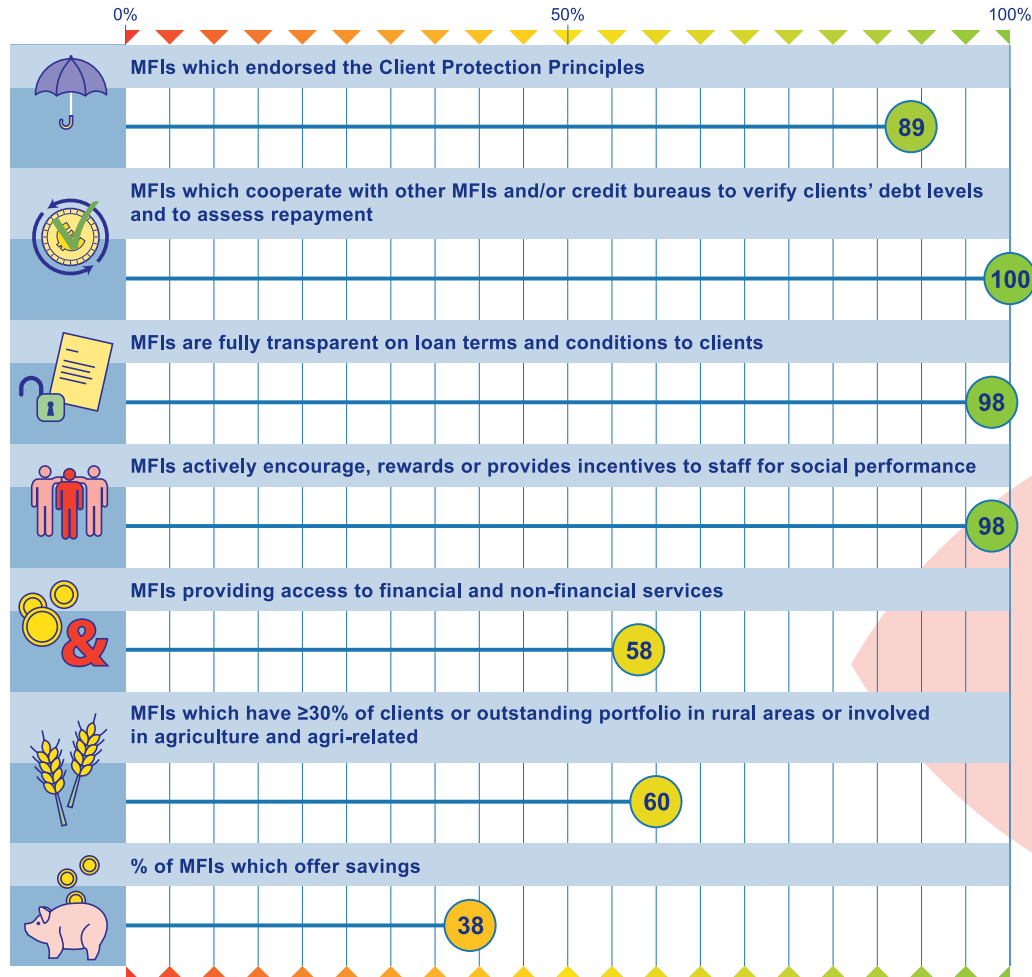 0% 50% 100%
MFIs which endorsed the Client Protection Principles
89
MFIs which cooperate with other MFIs and/or credit bureaus to verify clients’ debt levels
and to assess repayment
100
MFIs are fully transparent on loan terms and conditions to clients
98
MFIs actively encourage, rewards or provides incentives to staff for social performance
98
MFIs providing access to financial and non-financial services
&
58
MFIs which have ≥30% of clients or outstanding portfolio in rural areas or involved
in agriculture and agri-related
60
% of MFIs which offer savings
38